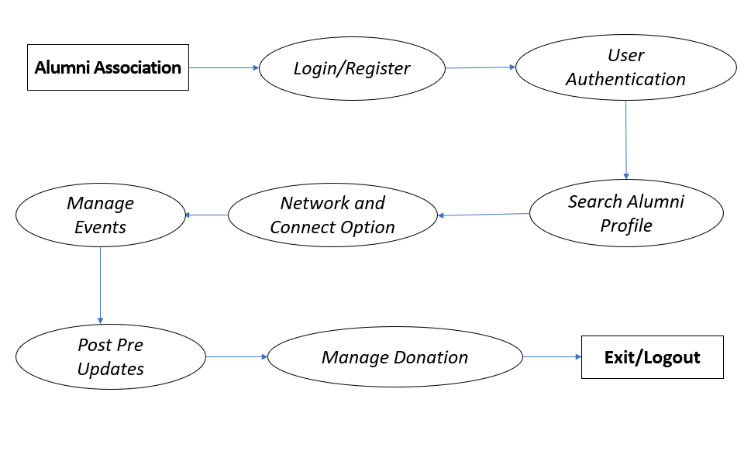 Alumni Association
Login/Register
User
Authentication
Manage
Events
Network and
Connect Option
Search Alumni
Profile
Post Pre
Updates
Manage Donation
Exit/Logout